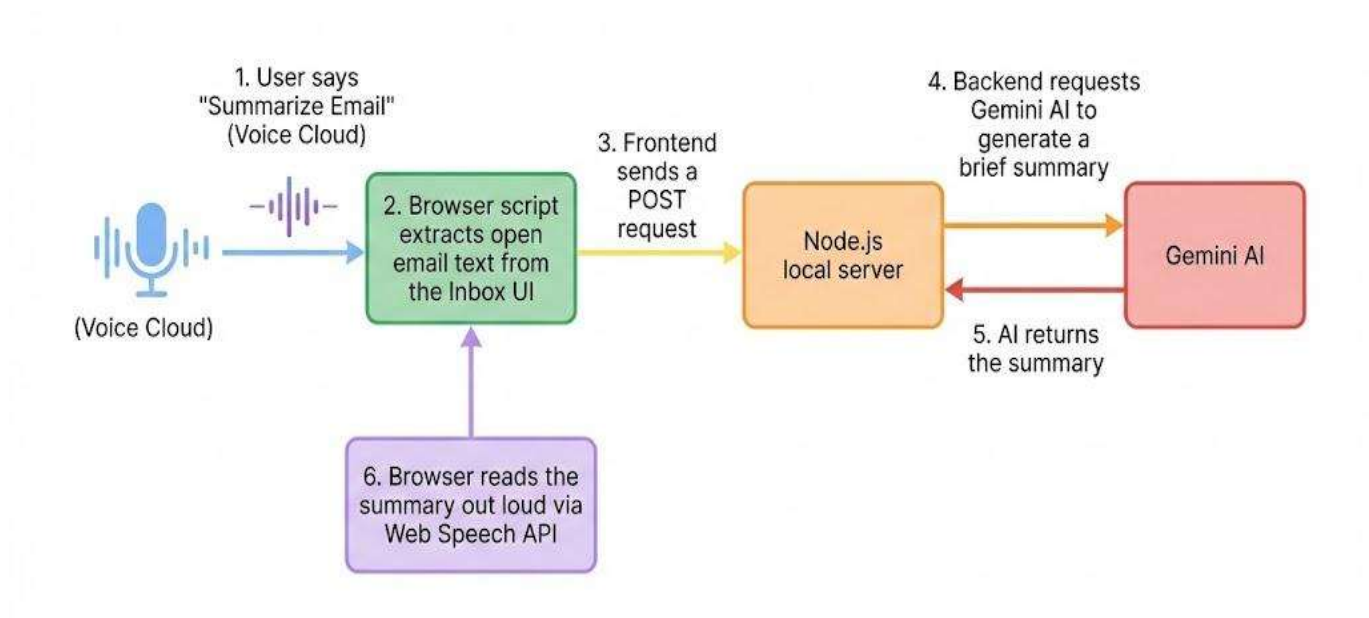 1. User says
"Summarize Email"
(Voice Cloud)
(Voice Cloud)
2. Browser script
extracts open
email text from
the Inbox UI
3. Frontend
sends a
POST
request
Node.js
local server
4. Backend requests
Gemini AI to
generate a
brief summary
Gemini AI
5. AI returns
the summary
6. Browser reads the
summary out loud via
Web Speech API